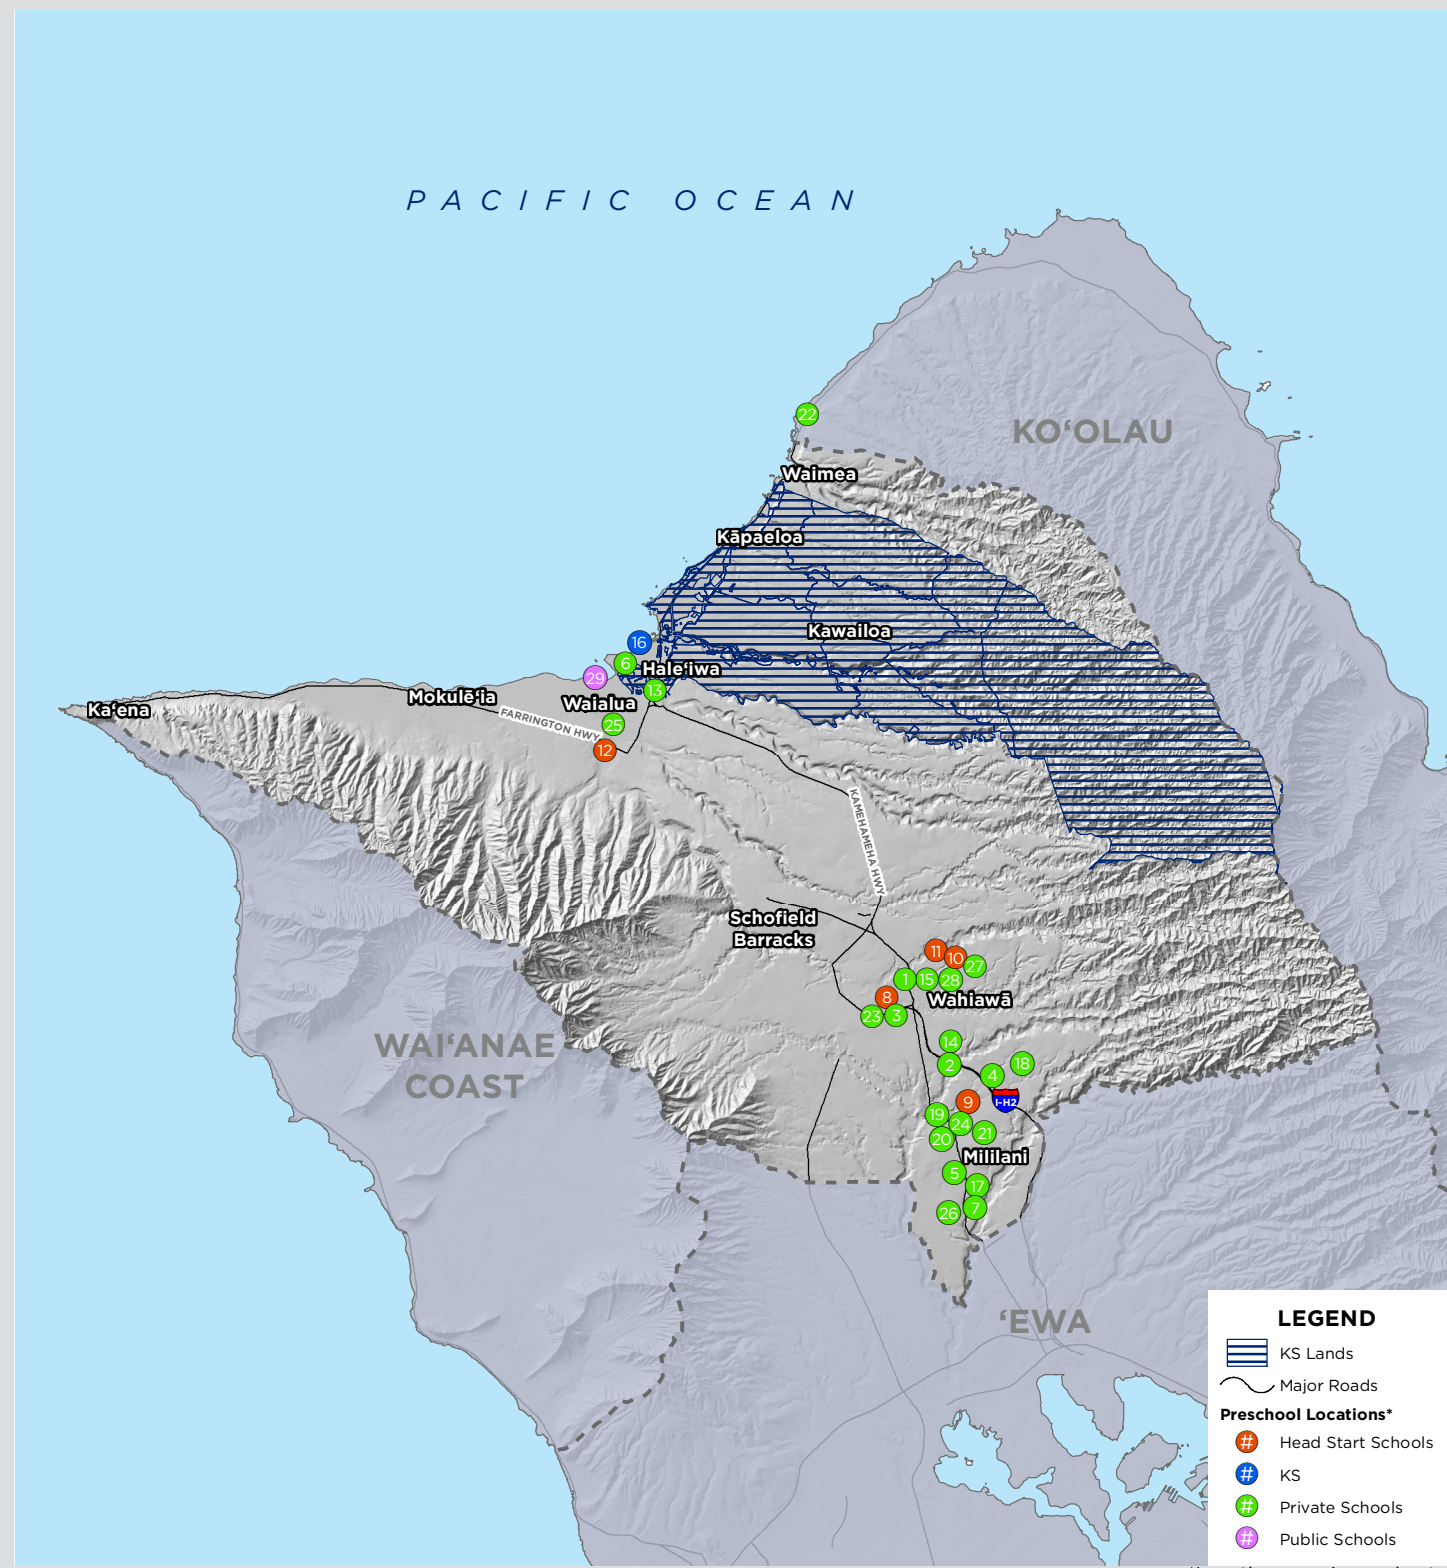 PACIFIC OCEAN
22
KOʻOLAU
Waimea
Kāpaeloa
Kawailoa
16
6
Haleʻiwa
29
13
Mokulēʻia
Waialua
Kaʻena
FARRINGTON HWY
25
12
KAMEHAMEHA HWY
Schofield
Barracks
11
10
27
1
15
28
8
Wahiawā
23
3
WAIʻANAE
COAST
14
2
18
4
I-H2
9
19
24
20
21
Mililani
5
17
26
7
ʻEWA
LEGEND
KS Lands
Major Roads
Preschool Locations*
# Head Start Schools
# KS
# Private Schools
# Public Schools